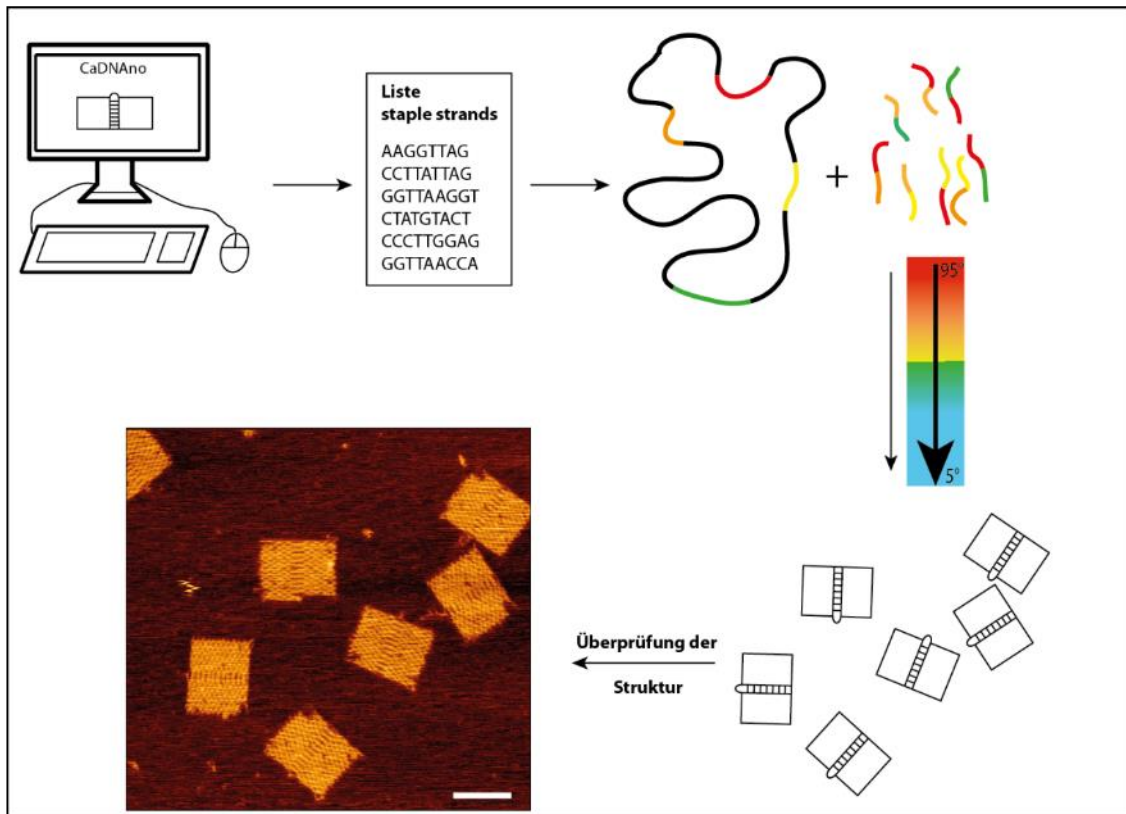 CaDNAno
Liste
staple strands
AAGGTTAG
CCTTATTAG
GGTTAAGGT
CTATGTACT
CCCTTGGAG
GGTTAACCA
+
95°
5°
Überprüfung der
Struktur